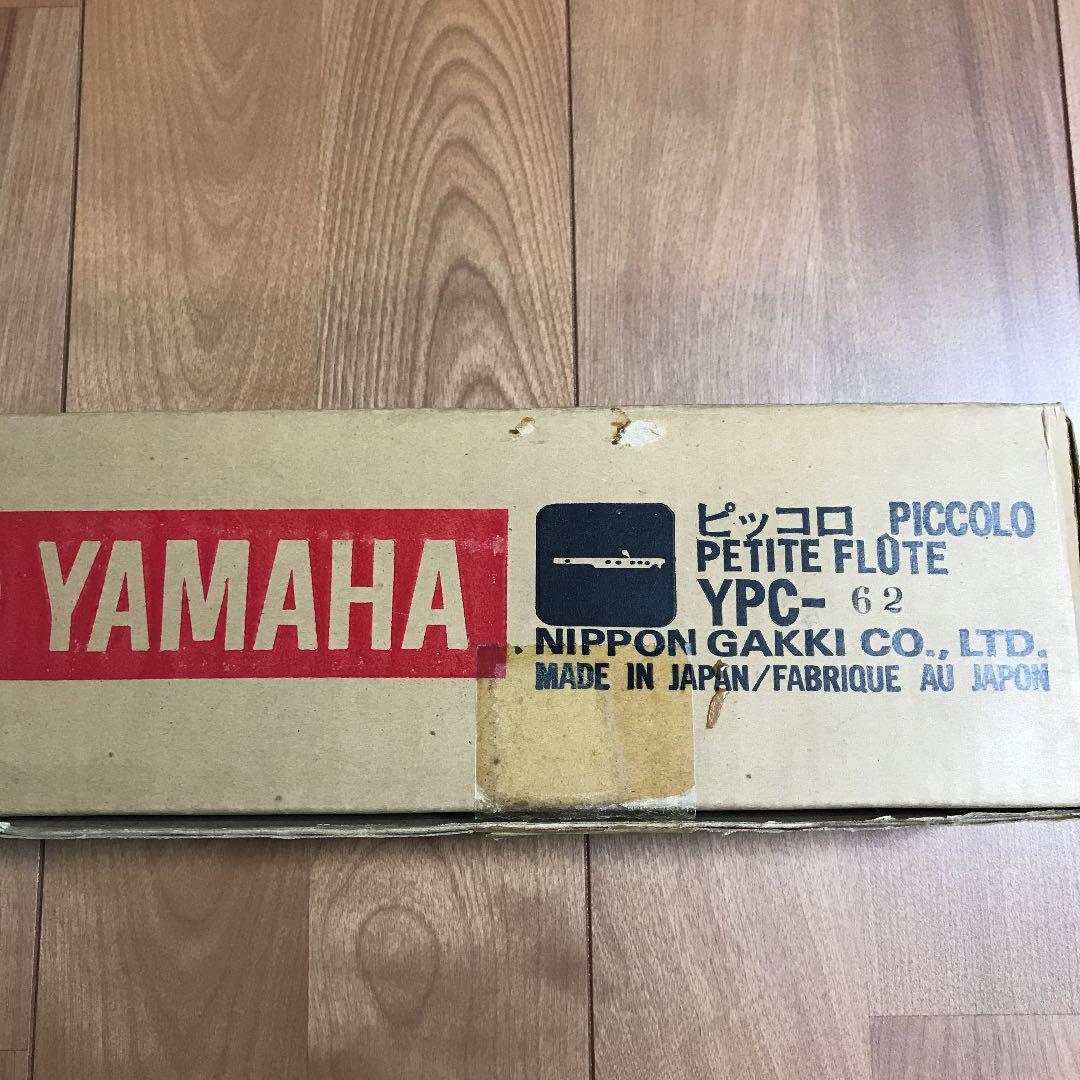 YAMAHA
ピッコロ PICCOLO
PETITE FLÛTE
YPC- 62
NIPPON GAKKI CO., LTD.
MADE IN JAPAN/FABRIQUE AU JAPON